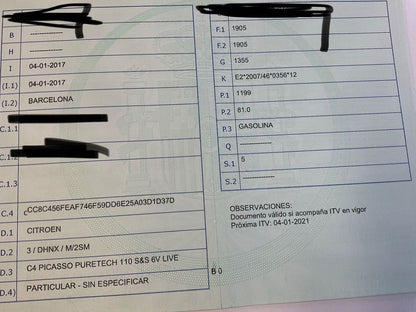 B --------------
H --------------
I 04-01-2017
(I.1) 04-01-2017
(I.2) BARCELONA
C.1.1
C.1.2
C.1.3
C.4 ¿CC8C456FEAF746F59DD6E25A03D1D37D
D.1 CITROEN
D.2 3 / DHNX / M/2SM
D.3 C4 PICASSO PURETECH 110 S&S 6V LIVE
D.4) PARTICULAR - SIN ESPECIFICAR
F.1 1905
F.2 1905
G 1355
K E2*2007/46*0356*12
P.1 1199
P.2 81.0
P.3 GASOLINA
Q --------------
S.1 5
S.2 --------------
OBSERVACIONES:
Documento válido si acompaña ITV en vigor
Próxima ITV: 04-01-2021
B 0